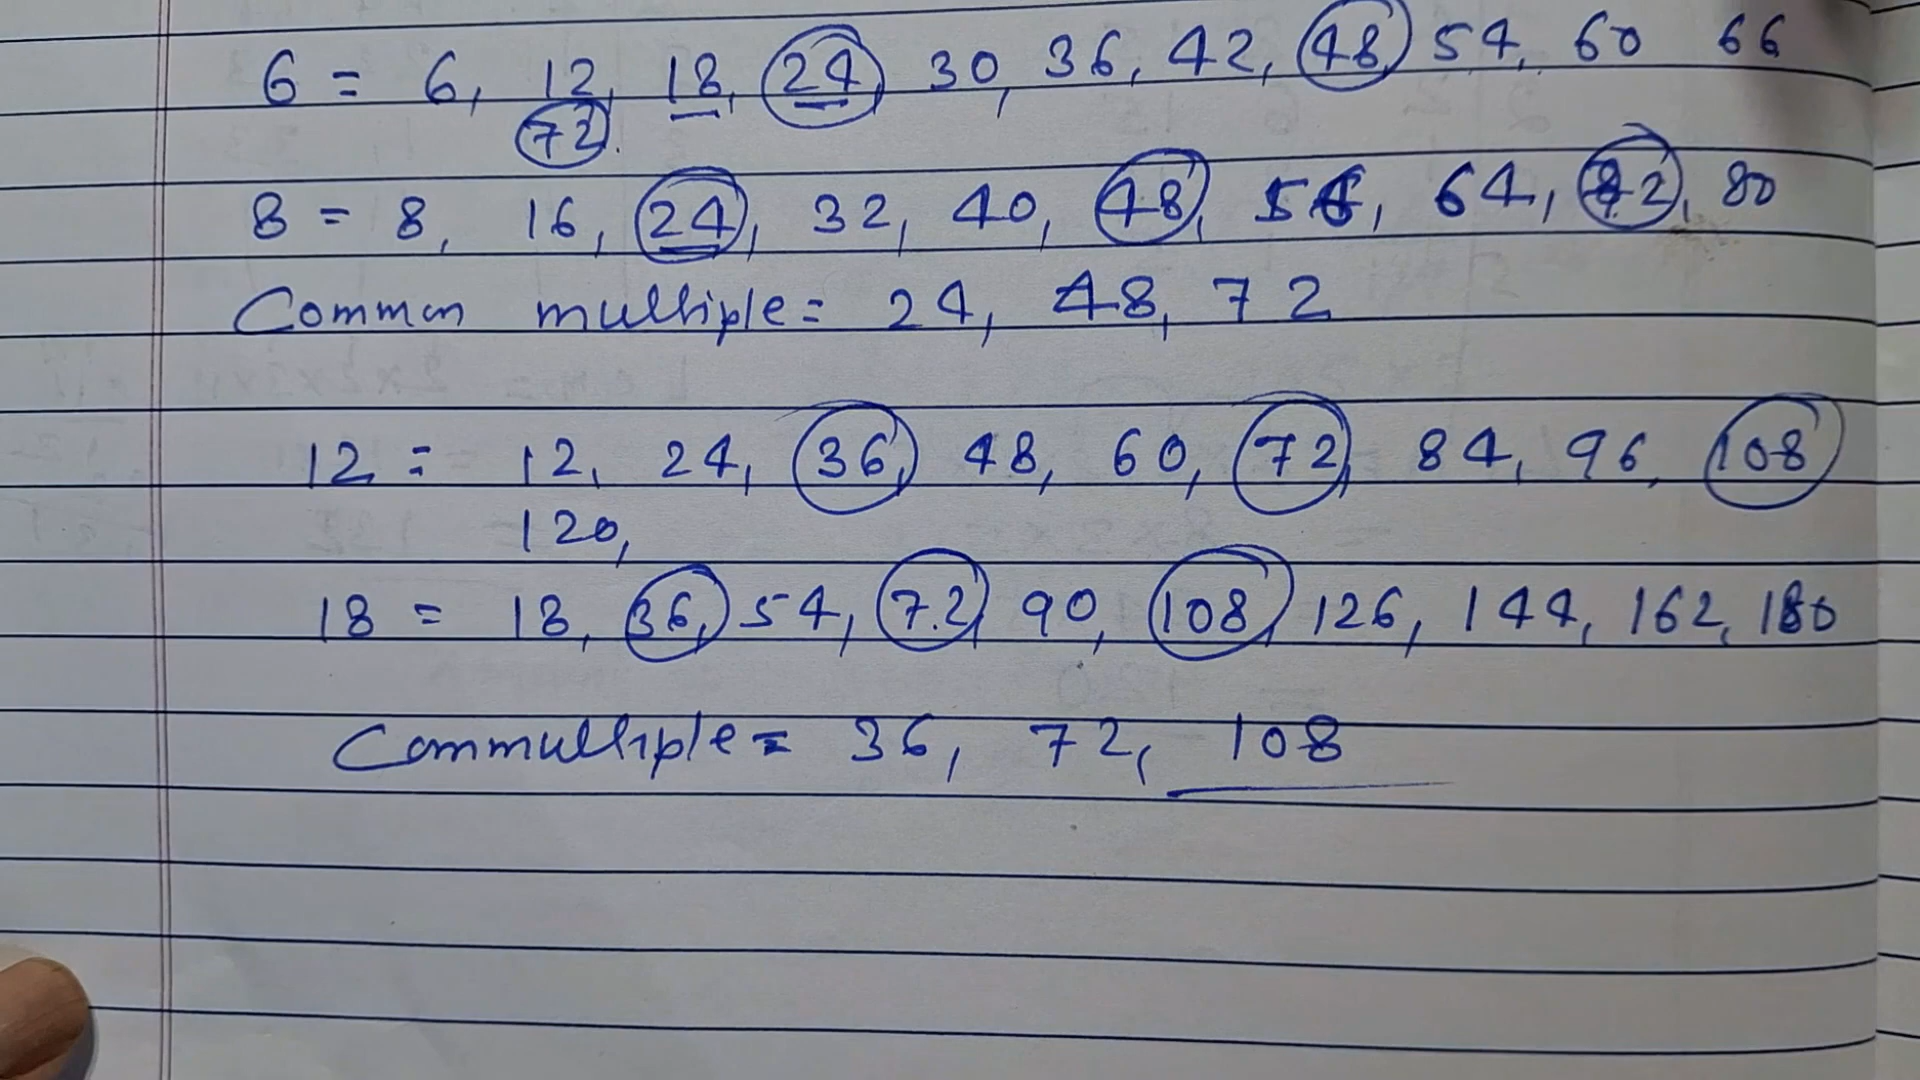 6 = 6, 12, 18, 24 30, 36, 42, 48 54, 60 66
72.
8 = 8, 16, 24, 32, 40, 48, 56, 64, 72, 80
Common multiple = 24, 48, 72
12 = 12, 24, 36, 48, 60, 72, 84, 96, 108
120,
18 = 18, 36, 54, 72, 90, 108, 126, 144, 162, 180
Commultiple = 36, 72, 108